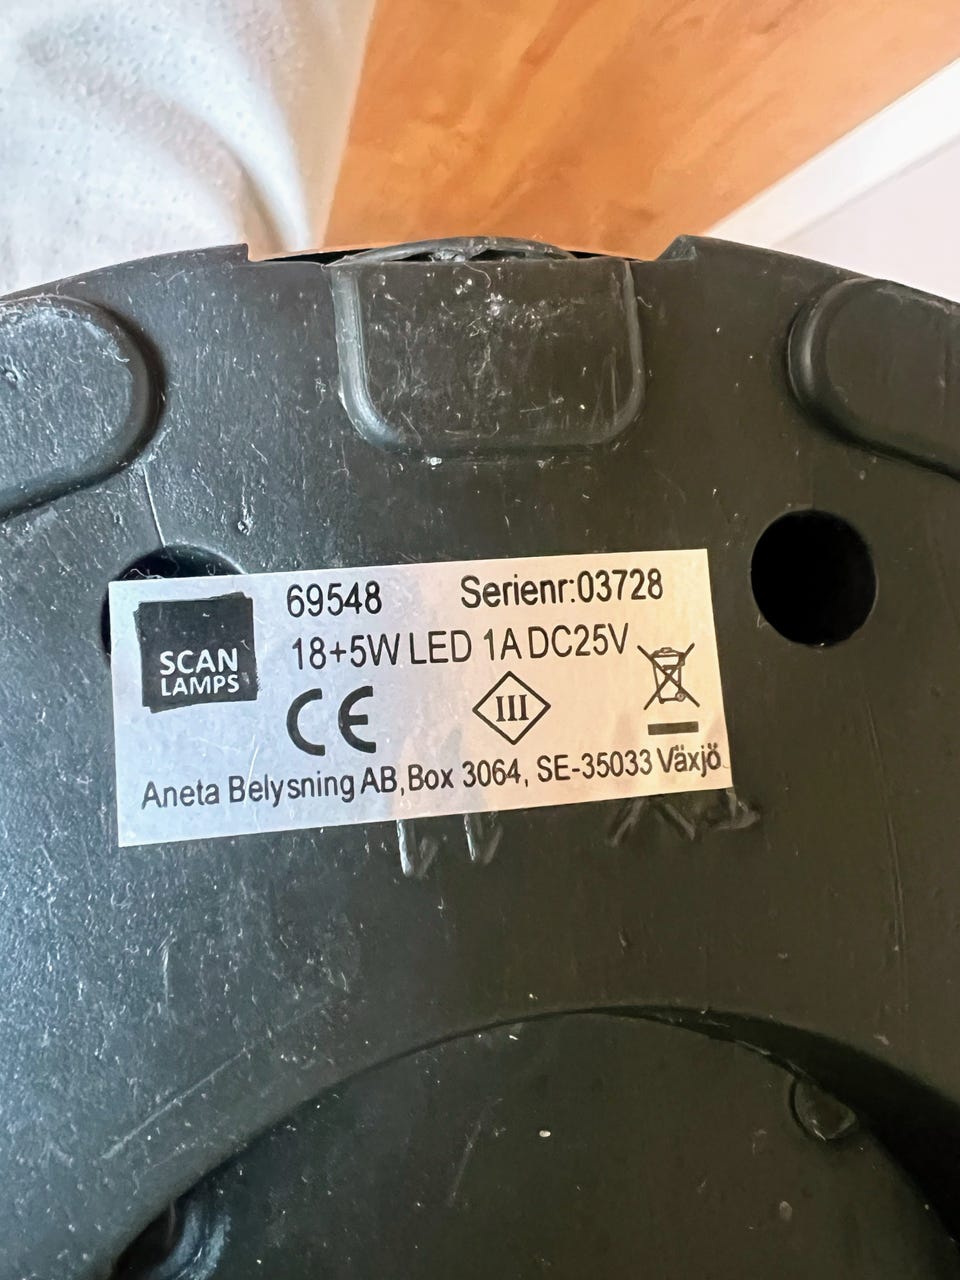 SCAN
LAMPS
69548 Serienr:03728
18+5W LED 1A DC25V
CE
III
Aneta Belysning AB, Box 3064, SE-35033 Växjö